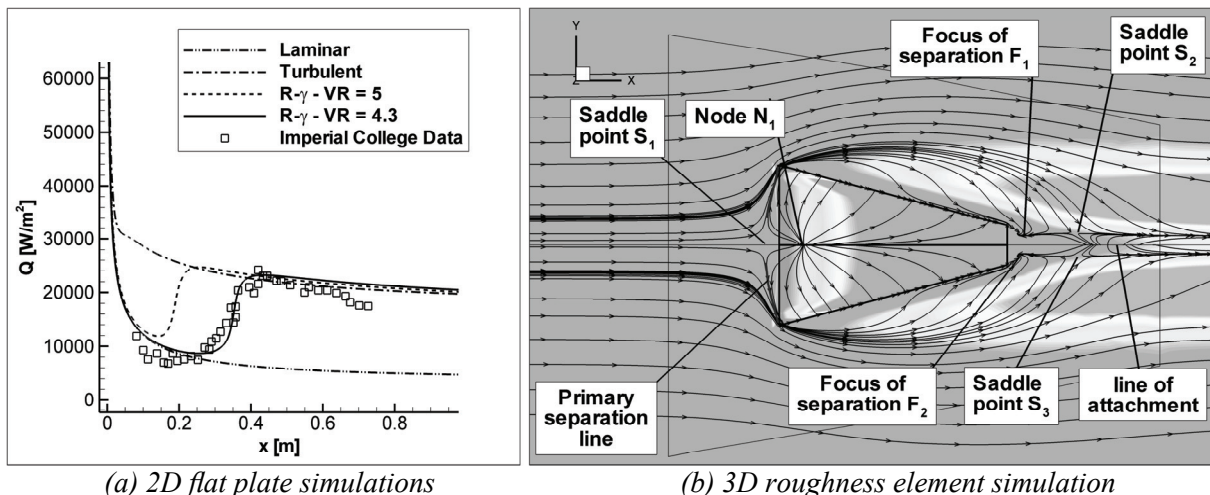 Laminar
Turbulent
R-γ - VR = 5
R-γ - VR = 4.3
Imperial College Data
60000
50000
40000
30000
20000
10000
0
Q [W/m²]
0
0.2
0.4
0.6
0.8
x [m]
(a) 2D flat plate simulations
Y
Z
X
Focus of
separation F₁
Saddle
point S₂
Saddle
point S₁
Node N₁
Primary
separation
line
Focus of
separation F₂
Saddle
point S₃
line of
attachment
(b) 3D roughness element simulation